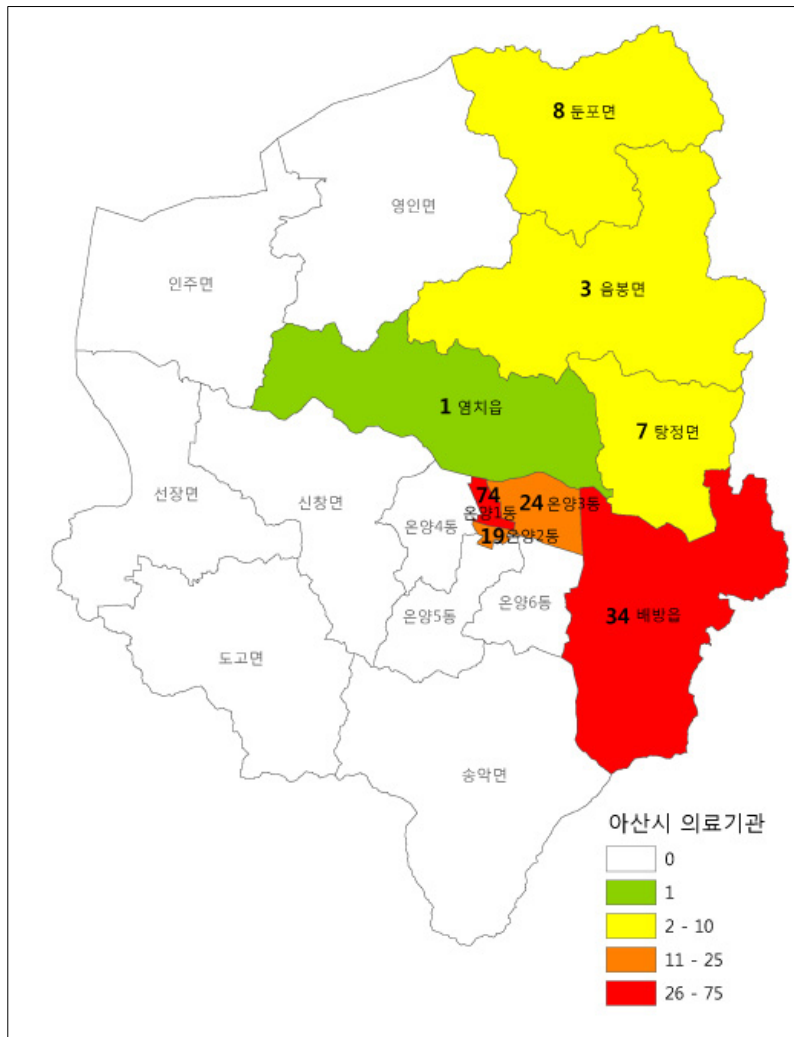 8 둔포면
영인면
인주면
3 음봉면
1 염치읍
7 탕정면
선장면
신창면
74
온양1동
24 온양3동
온양4동
19 온양2동
온양5동
온양6동
34 배방읍
도고면
송악면
아산시 의료기관
0
1
2 - 10
11 - 25
26 - 75